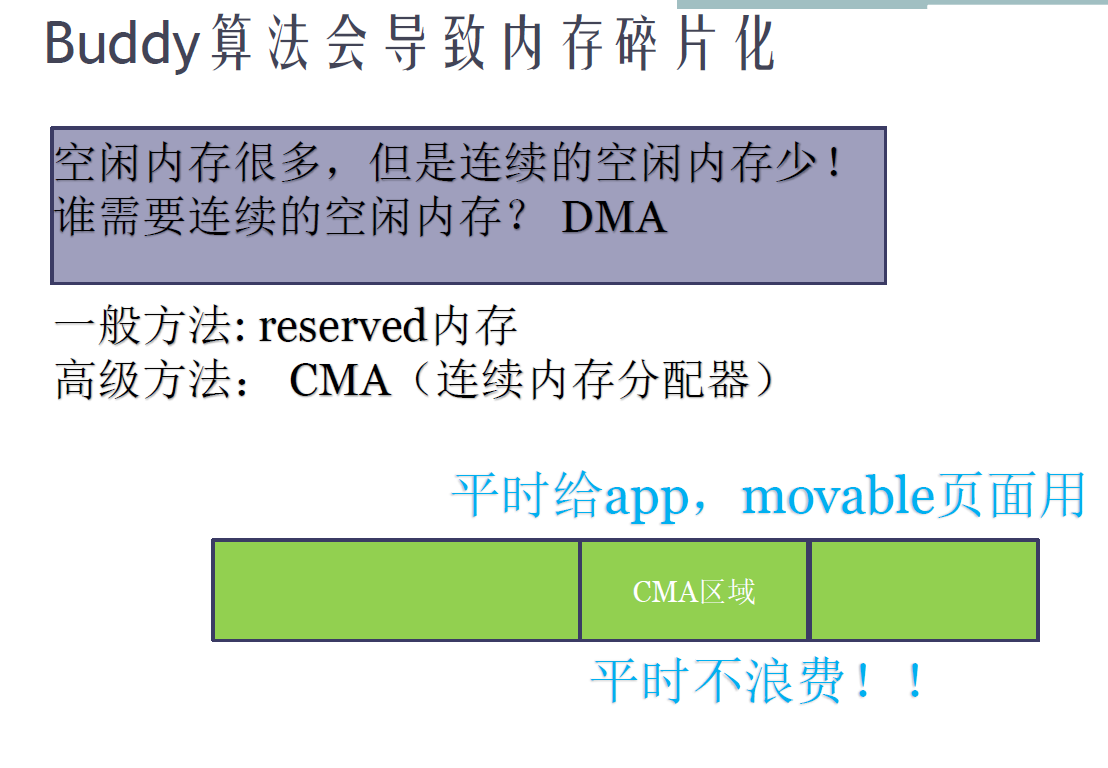 Buddy算法会导致内存碎片化
空闲内存很多，但是连续的空闲内存少！
谁需要连续的空闲内存？ DMA
一般方法: reserved内存
高级方法： CMA（连续内存分配器）
平时给app，movable页面用
CMA区域
平时不浪费！！